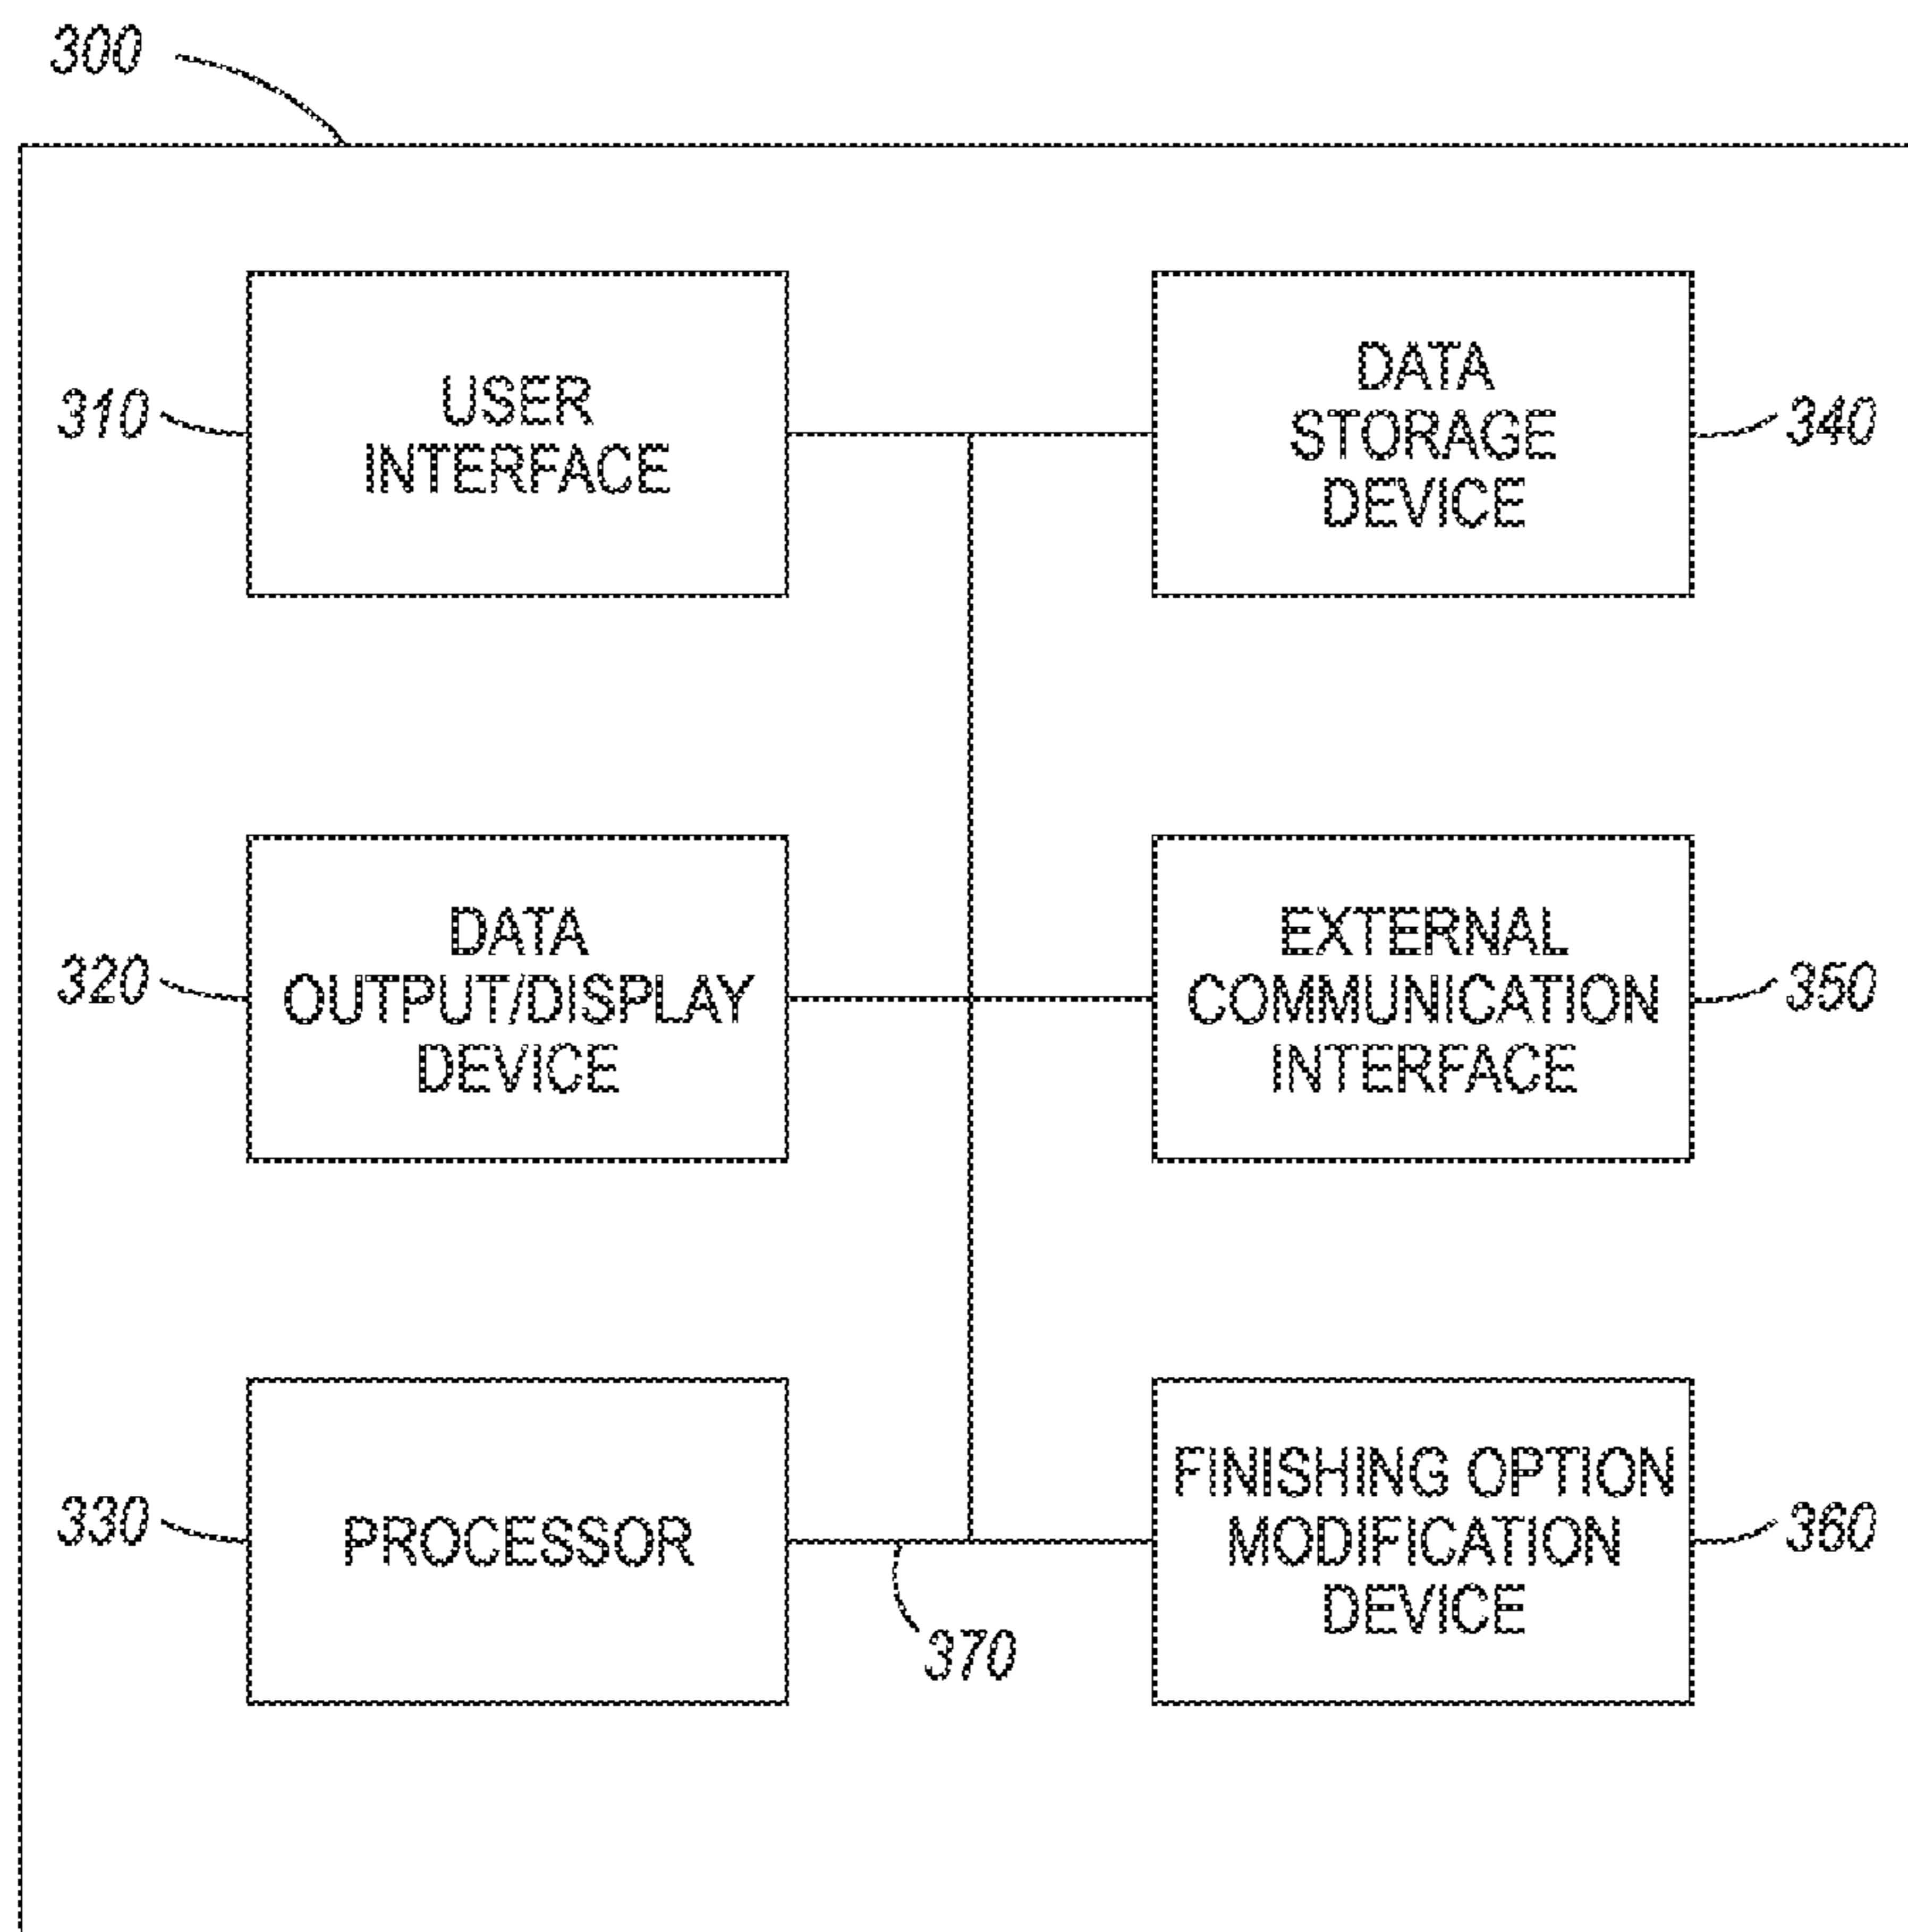 300
310
USER
INTERFACE
DATA
STORAGE
DEVICE
340
320
DATA
OUTPUT/DISPLAY
DEVICE
EXTERNAL
COMMUNICATION
INTERFACE
350
330
PROCESSOR
370
FINISHING OPTION
MODIFICATION
DEVICE
360